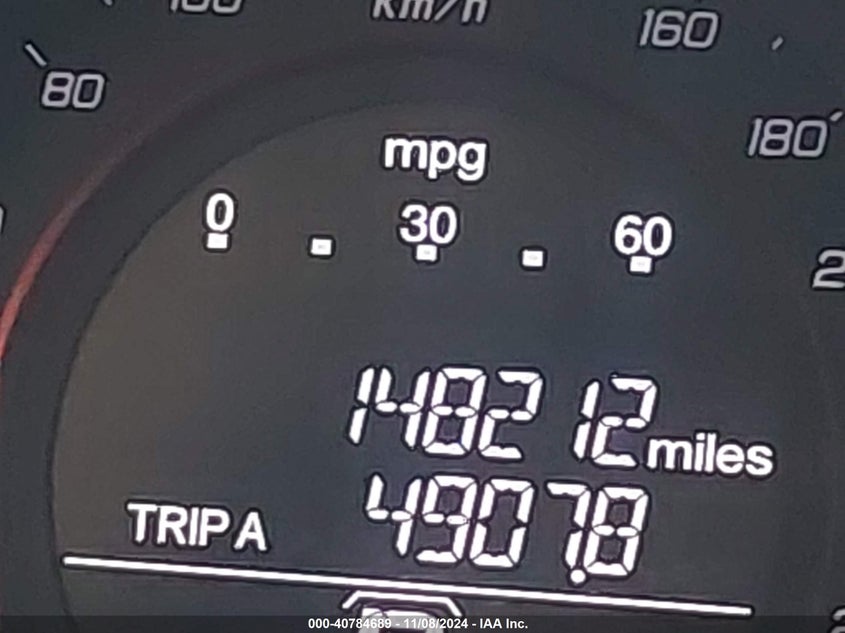 km/h
160
80
180
mpg
0 30 60
148212 miles
TRIP A 4907.8
000-40784689 - 11/08/2024 - IAA Inc.